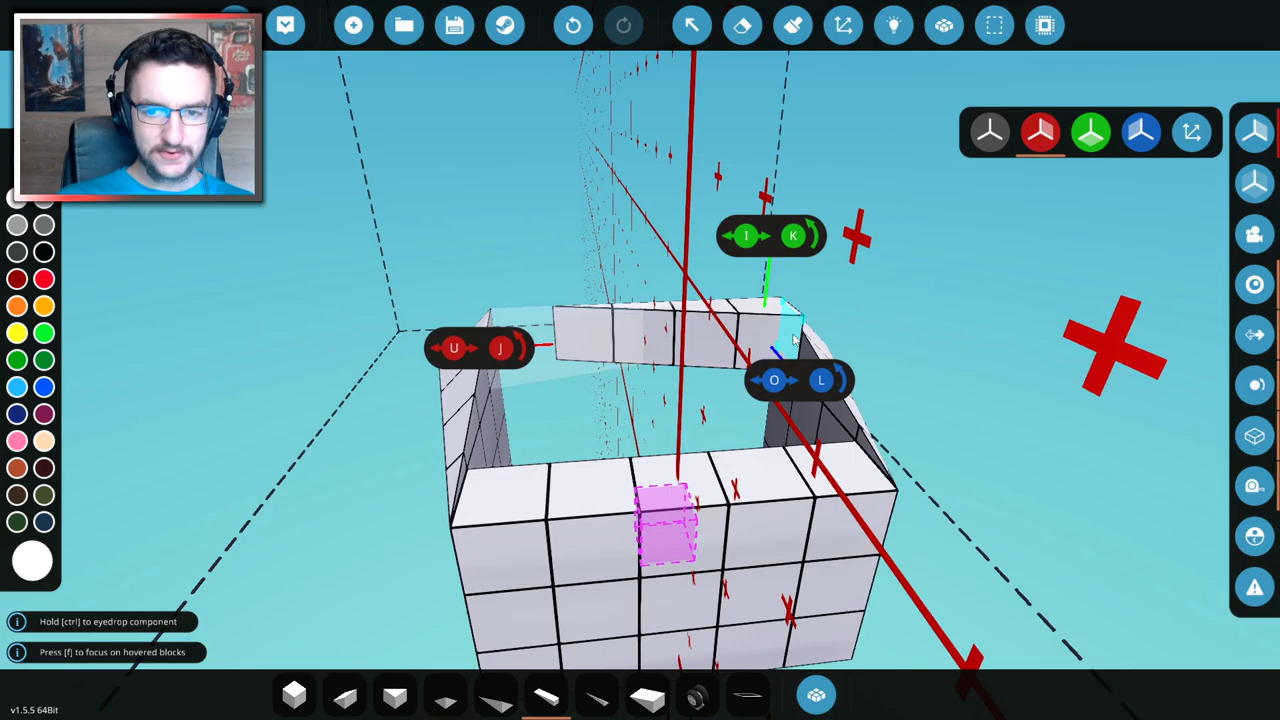 I K
U J
O L
Hold [ctrl] to eyedrop component
Press [f] to focus on hovered blocks
v1.5.5 64Bit